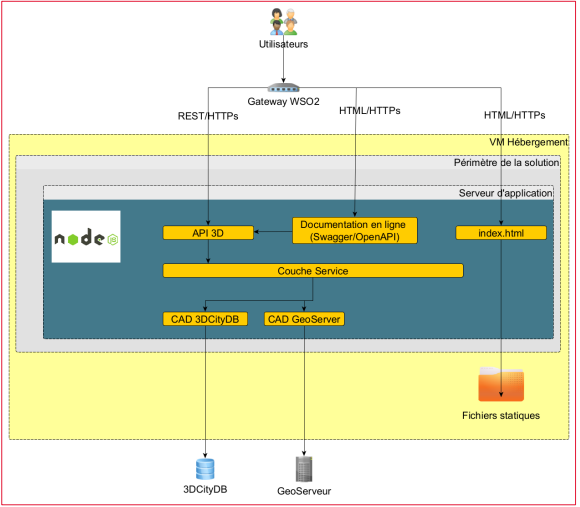 Utilisateurs
Gateway WSO2
REST/HTTPs
HTML/HTTPs
HTML/HTTPs
VM Hébergement
Périmètre de la solution
Serveur d'application
node
JS
API 3D
Documentation en ligne
(Swagger/OpenAPI)
index.html
Couche Service
CAD 3DCityDB
CAD GeoServer
Fichiers statiques
3DCityDB
GeoServeur